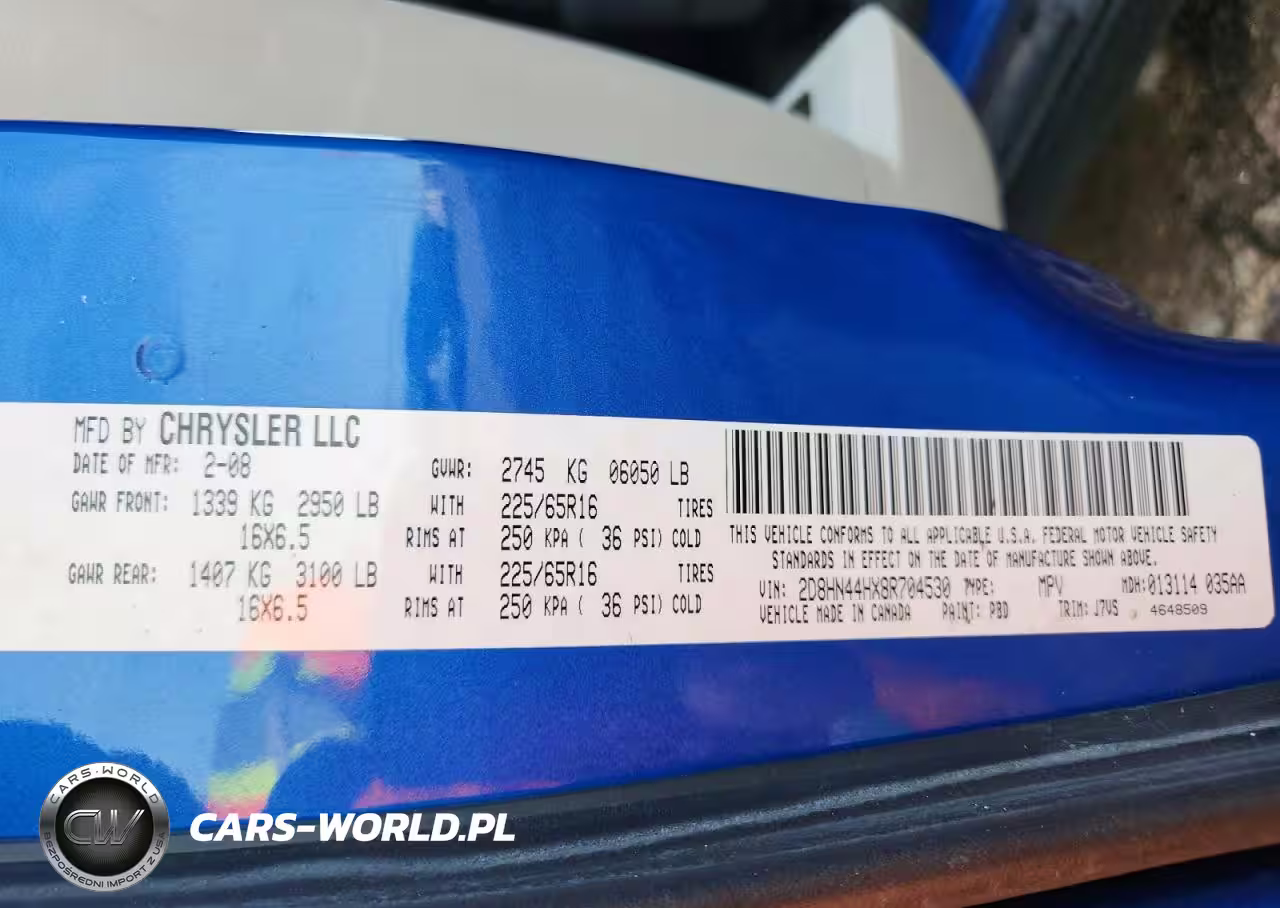 MFD BY CHRYSLER LLC
DATE OF MFR: 2-08 GVWR: 2745 KG 06050 LB
GAWR FRONT: 1339 KG 2950 LB WITH 225/65R16 TIRES
16X6.5 RIMS AT 250 KPA ( 36 PSI) COLD
GAWR REAR: 1407 KG 3100 LB WITH 225/65R16 TIRES
16X6.5 RIMS AT 250 KPA ( 36 PSI) COLD
THIS VEHICLE CONFORMS TO ALL APPLICABLE U.S.A. FEDERAL MOTOR VEHICLE SAFETY
STANDARDS IN EFFECT ON THE DATE OF MANUFACTURE SHOWN ABOVE.
VIN: 2D8HN44HX8R704530 TYPE: MPV MDH:013114 035AA
VEHICLE MADE IN CANADA PAINT: PBD TRIM: J7VS 4648509
CARS-WORLD
CW
BEZPOŚREDNI IMPORT Z USA
CARS-WORLD.PL